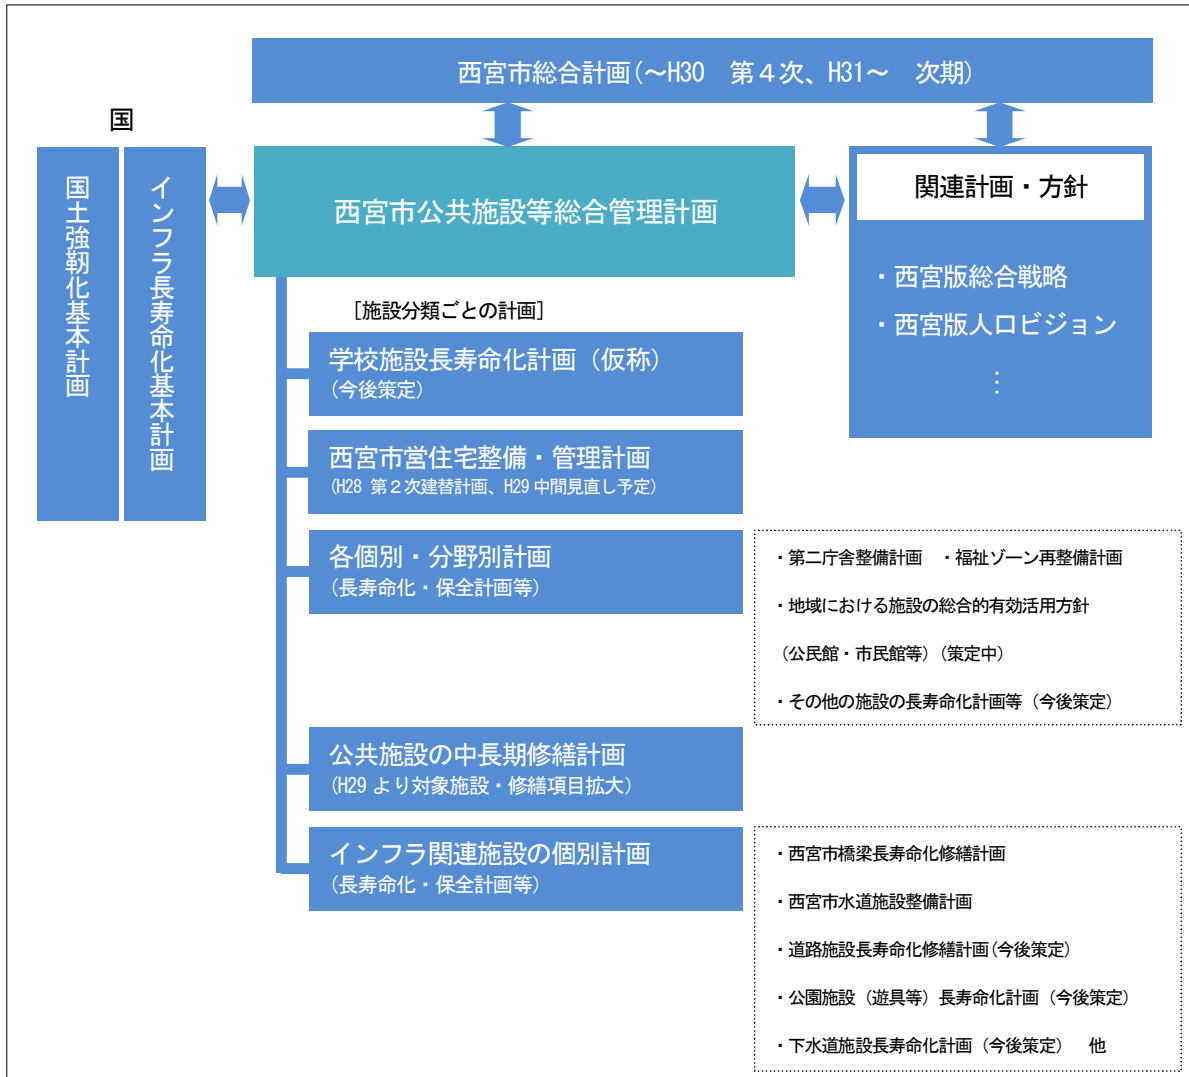 西宮市総合計画(～H30　第４次、H31～　次期)
国
国土強靭化基本計画
インフラ長寿命化基本計画
西宮市公共施設等総合管理計画
関連計画・方針
・西宮版総合戦略
・西宮版人口ビジョン
⋮
［施設分類ごとの計画］
学校施設長寿命化計画（仮称）
(今後策定)
西宮市営住宅整備・管理計画
(H28 第２次建替計画、H29 中間見直し予定)
各個別・分野別計画
(長寿命化・保全計画等)
・第二庁舎整備計画　・福祉ゾーン再整備計画
・地域における施設の総合的有効活用方針
（公民館・市民館等）(策定中)
・その他の施設の長寿命化計画等（今後策定）
公共施設の中長期修繕計画
(H29 より対象施設・修繕項目拡大)
インフラ関連施設の個別計画
(長寿命化・保全計画等)
・西宮市橋梁長寿命化修繕計画
・西宮市水道施設整備計画
・道路施設長寿命化修繕計画(今後策定)
・公園施設（遊具等）長寿命化計画（今後策定）
・下水道施設長寿命化計画（今後策定）　他